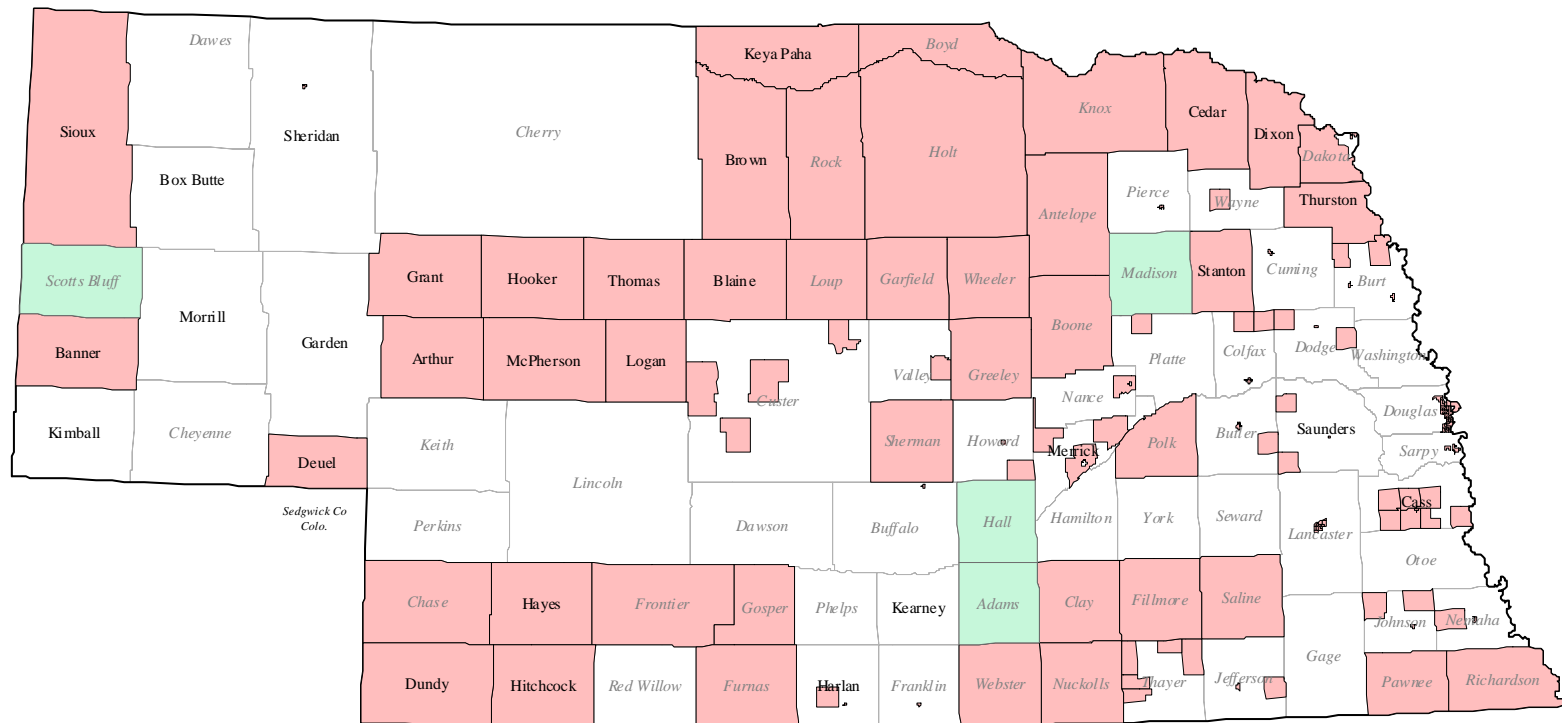 Dawes
Boyd
Keya Paha
Sioux
Sheridan
Cherry
Knox
Cedar
Dixon
Dakota
Box Butte
Brown
Rock
Holt
Antelope
Pierce
Wayne
Thurston
Scotts Bluff
Grant
Hooker
Thomas
Blaine
Loup
Garfield
Wheeler
Madison
Stanton
Cuming
Burt
Morrill
Garden
Banner
Arthur
McPherson
Logan
Custer
Valley
Greeley
Boone
Platte
Colfax
Dodge
Washington
Nance
Kimball
Cheyenne
Deuel
Keith
Lincoln
Sherman
Howard
Merrick
Polk
Butler
Saunders
Douglas
Sarpy
Sedgwick Co
Colo.
Perkins
Dawson
Buffalo
Hall
Hamilton
York
Seward
Lancaster
Cass
Otoe
Chase
Hayes
Frontier
Gosper
Phelps
Kearney
Adams
Clay
Fillmore
Saline
Gage
Johnson
Nemaha
Dundy
Hitchcock
Red Willow
Furnas
Harlan
Franklin
Webster
Nuckolls
Thayer
Jefferson
Pawnee
Richardson